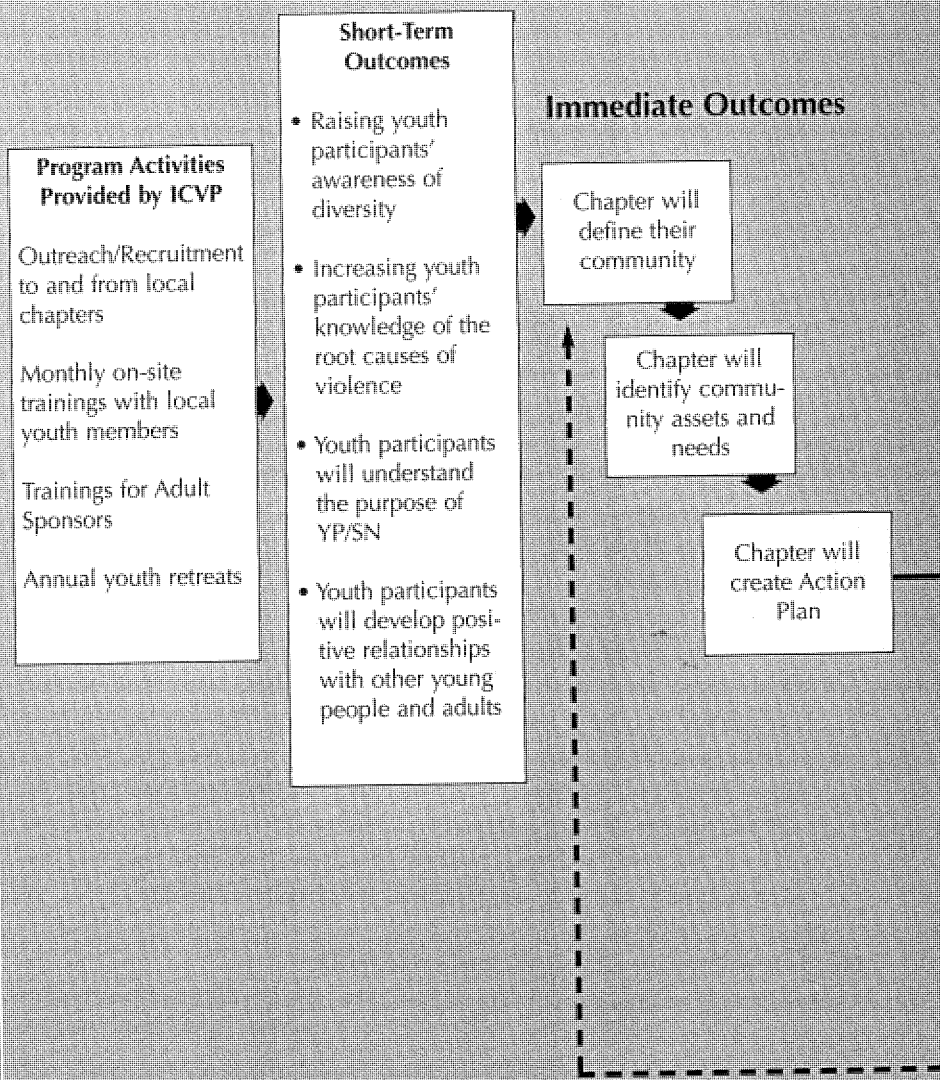 Program Activities
Provided by ICVP
Outreach/Recruitment
to and from local
chapters
Monthly on-site
trainings with local
youth members
Trainings for Adult
Sponsors
Annual youth retreats
Short-Term
Outcomes
• Raising youth
participants'
awareness of
diversity
• Increasing youth
participants'
knowledge of the
root causes of
violence
• Youth participants
will understand
the purpose of
YP/SN
• Youth participants
will develop posi-
tive relationships
with other young
people and adults
Immediate Outcomes
Chapter will
define their
community
Chapter will
identify commu-
nity assets and
needs
Chapter will
create Action
Plan